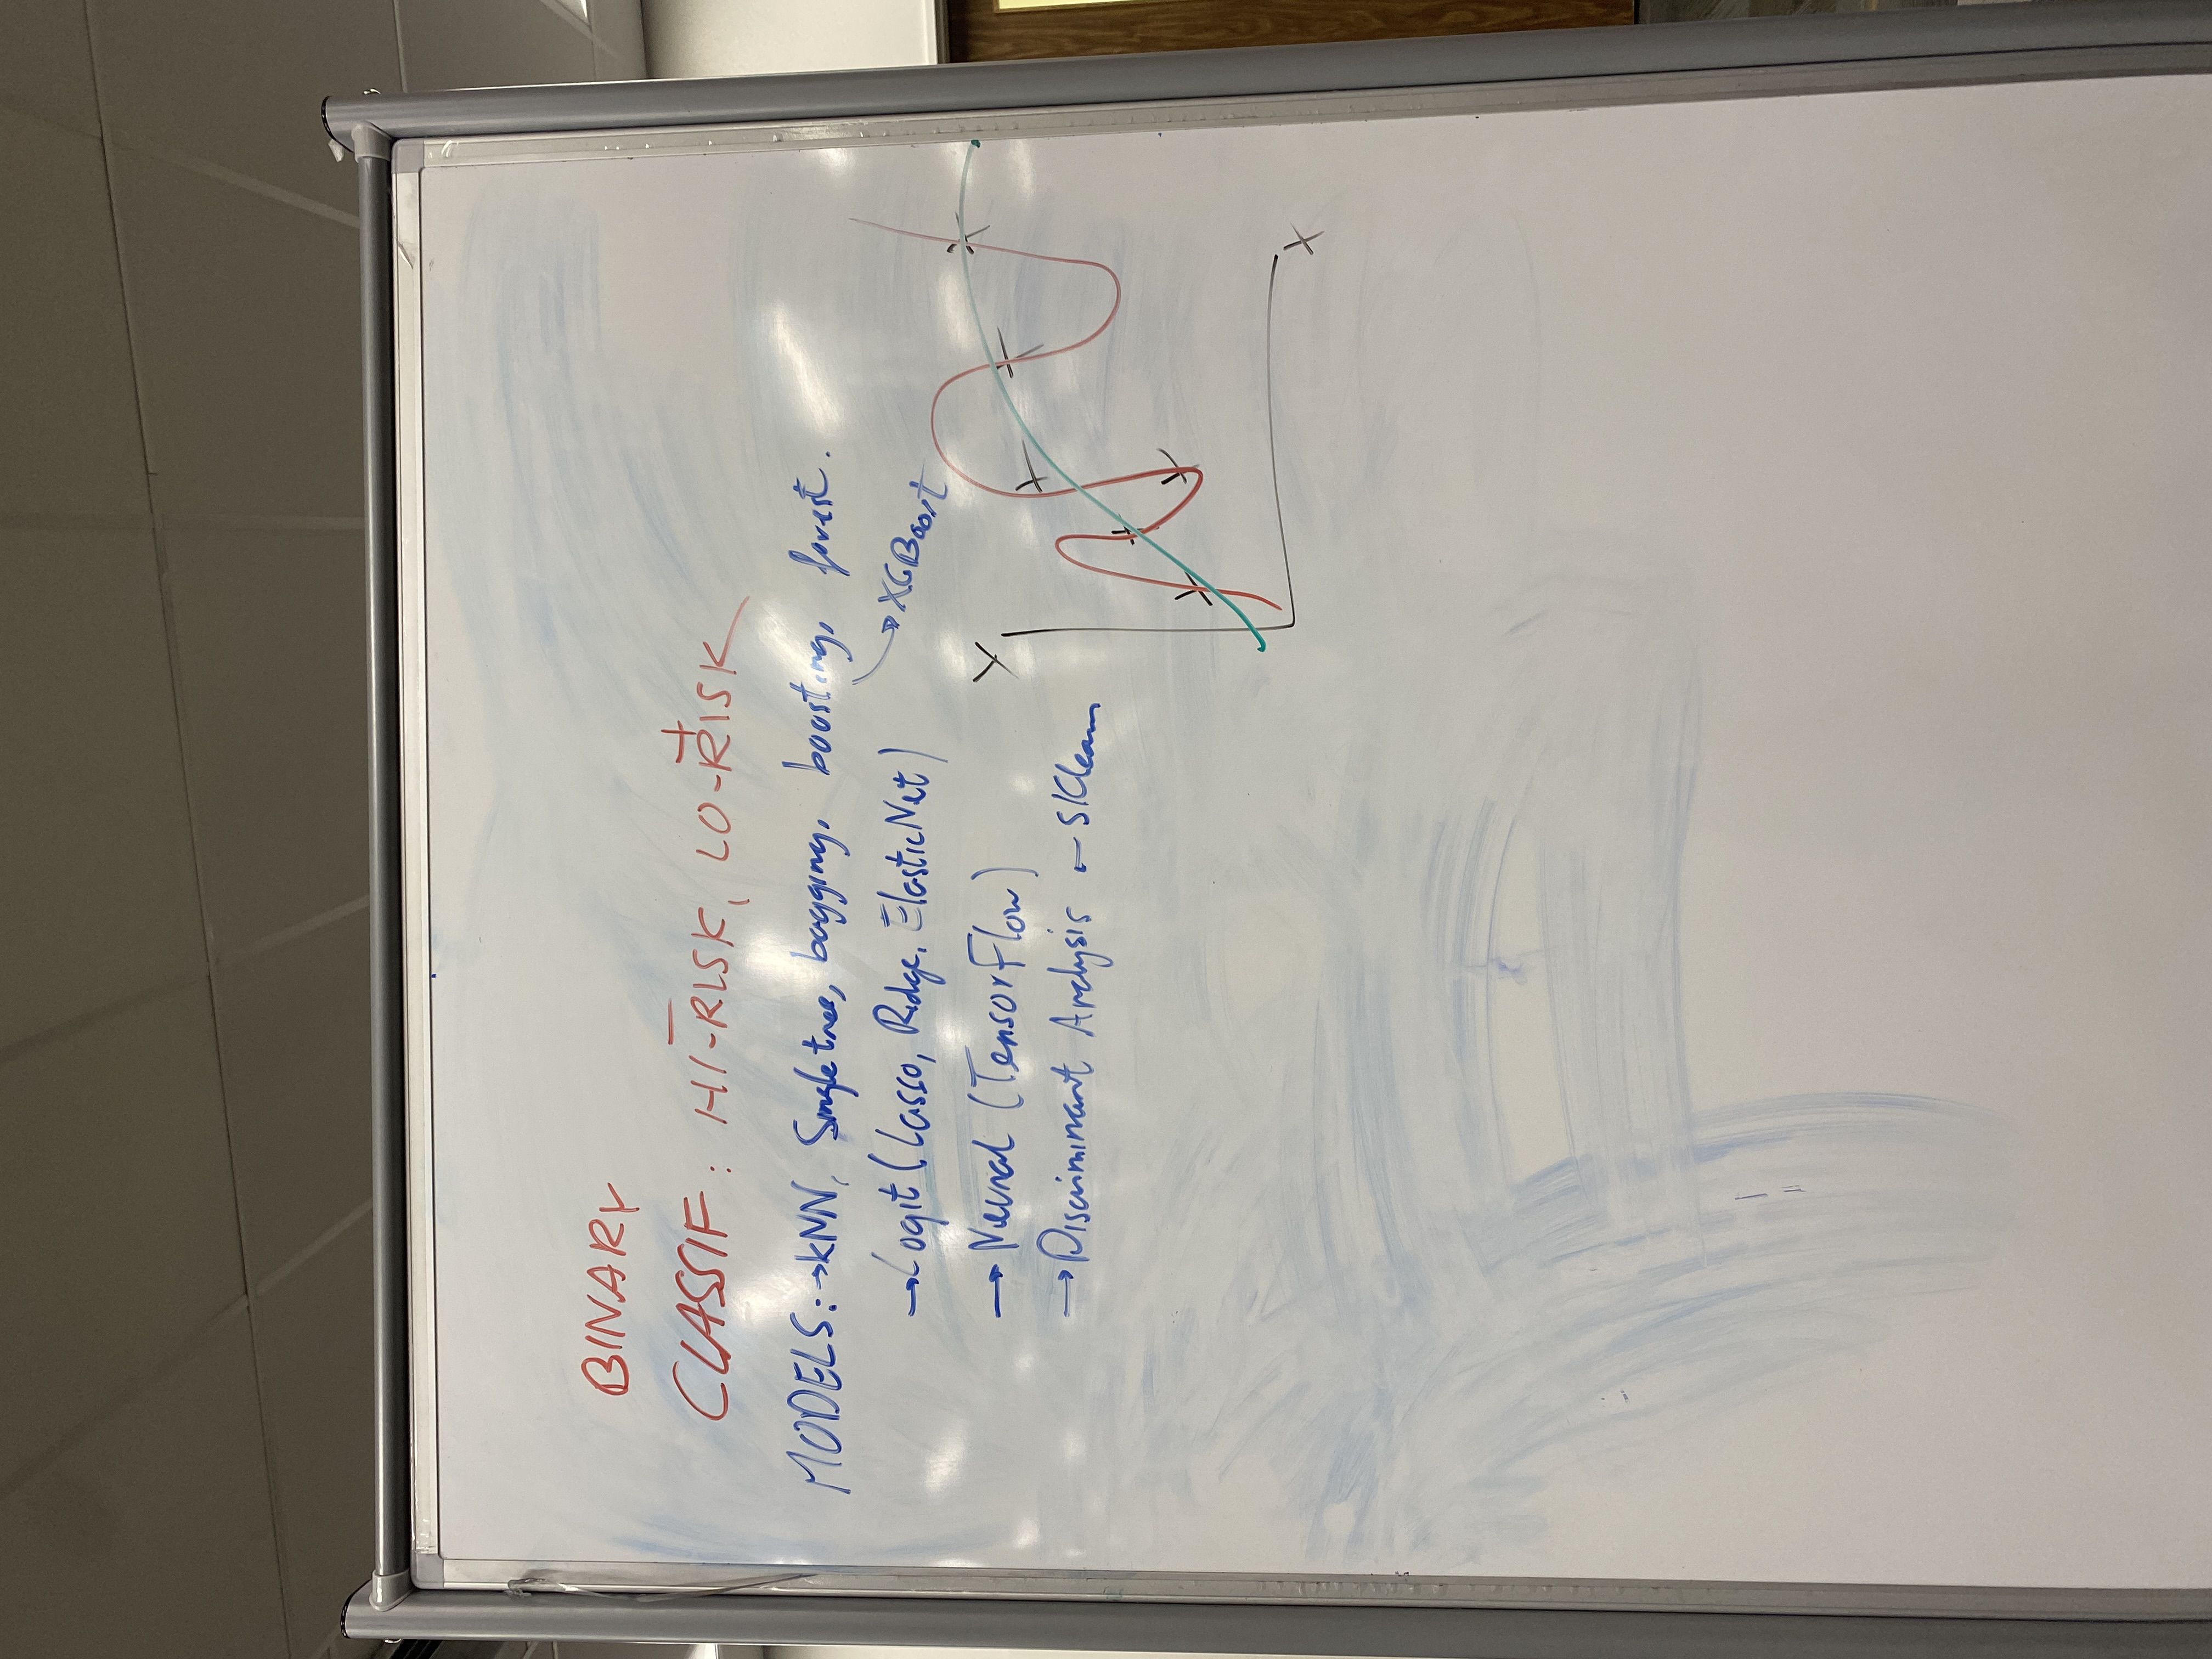 BINARY
− +
CLASSIF: HI-RISK, LO-RISK
MODELS: → kNN, Single tree, bagging, boosting, forest.
→ XGBoost
→ Logit (Lasso, Ridge, ElasticNet)
→ Neural (TensorFlow)
→ Discriminant Analysis ← SKlearn
Y
X